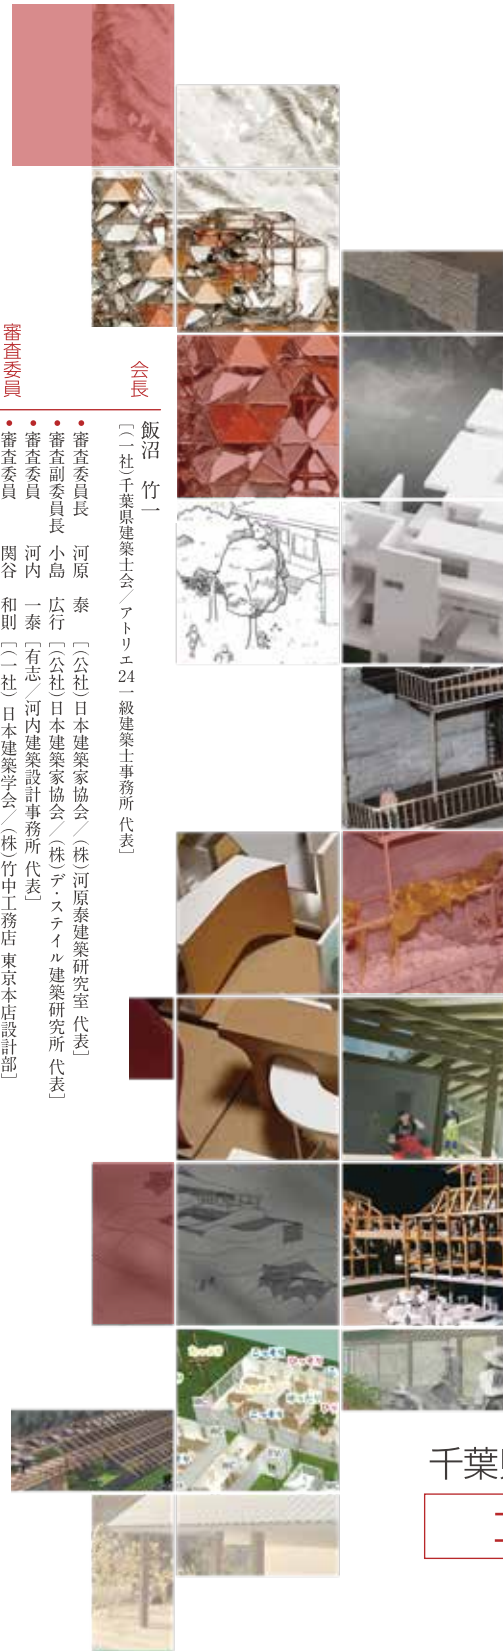 会長
飯沼 竹一
[(一社)千葉県建築士会／アトリエ24一級建築士事務所 代表]
審査委員
●審査委員長 河原 泰 [(公社)日本建築家協会／(株)河原泰建築研究室 代表]
●審査副委員長 小島 広行 [(公社)日本建築家協会／(株)デ・ステイル建築研究所 代表]
●審査委員 河内 一泰 [有志／河内建築設計事務所 代表]
●審査委員 関谷 和則 [(一社)日本建築学会／(株)竹中工務店 東京本店設計部]
千葉